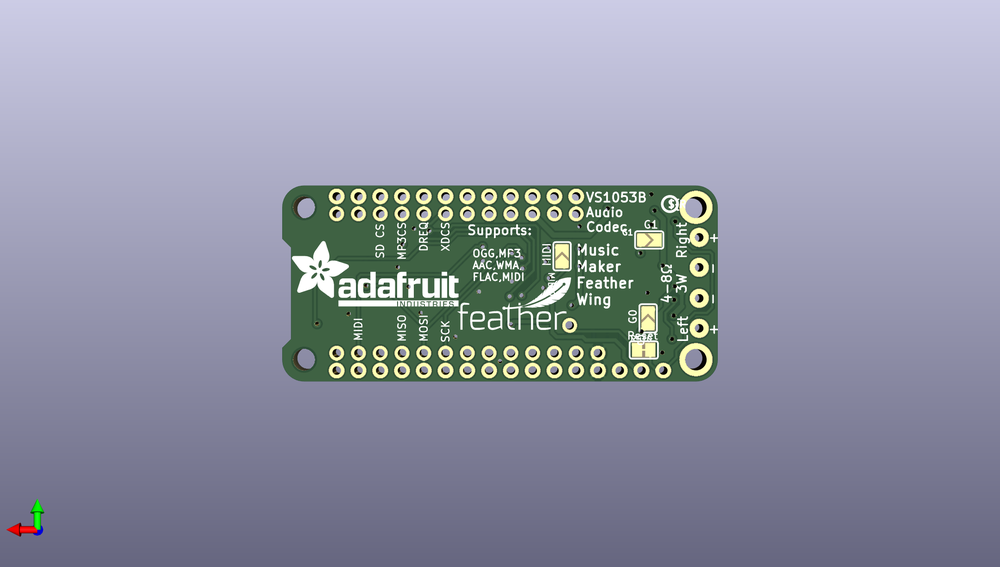 VS1053B
Audio
Codec
G1
Supports:
SD CS
MP3CS
DREQ
XDCS
OGG,MP3,
AAC,WMA,
FLAC,MIDI
MIDI
Music
Maker
Feather
Wing
Right
+
−
4-8Ω
3W
−
+
Left
adafruit
INDUSTRIES
feather
MIDI
MISO
MOSI
SCK
G0
Reset